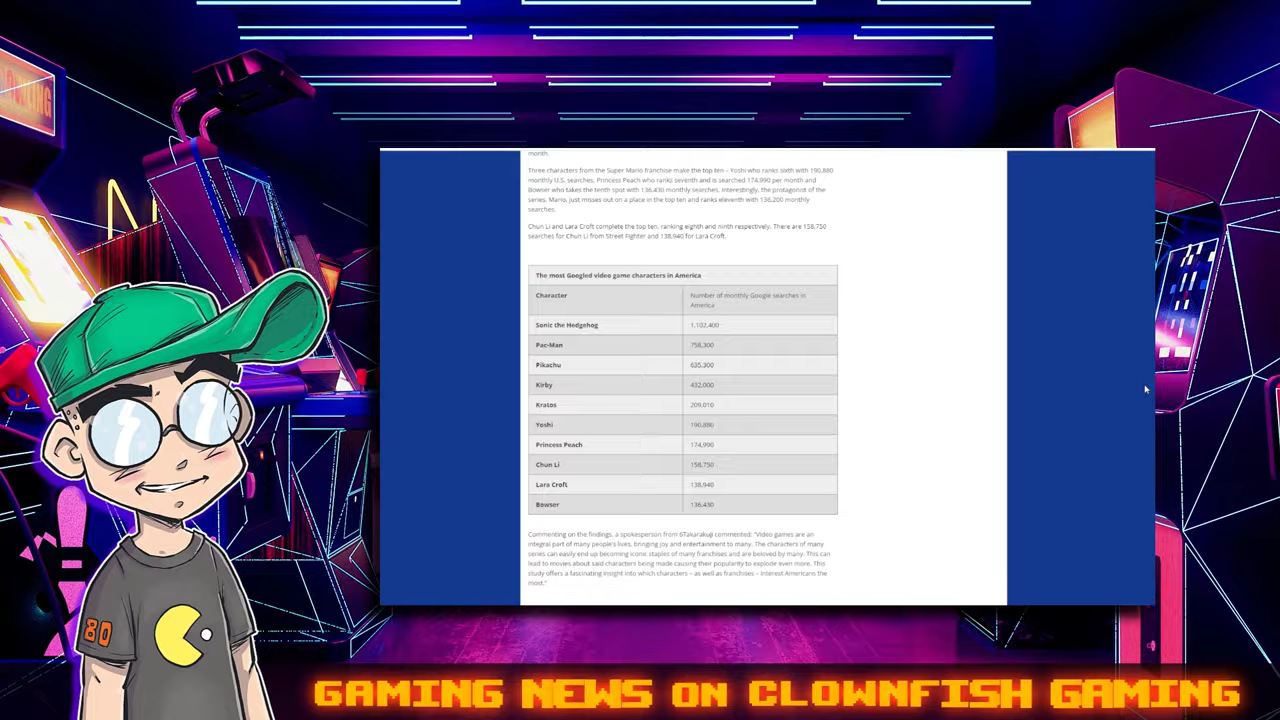 month.
Three characters from the Super Mario franchise make the top ten – Yoshi who ranks sixth with 190,880
monthly U.S. searches, Princess Peach who ranks seventh and is searched 174,990 per month and
Bowser who takes the tenth spot with 136,430 monthly searches. Interestingly, the protagonist of the
series, Mario, just misses out on a place in the top ten and ranks eleventh with 136,200 monthly
searches.
Chun Li and Lara Croft complete the top ten, ranking eighth and ninth respectively. There are 158,750
searches for Chun Li from Street Fighter and 138,940 for Lara Croft.
The most Googled video game characters in America
Character Number of monthly Google searches in
America
Sonic the Hedgehog 1,102,400
Pac-Man 758,300
Pikachu 635,300
Kirby 432,000
Kratos 209,010
Yoshi 190,880
Princess Peach 174,990
Chun Li 158,750
Lara Croft 138,940
Bowser 136,430
Commenting on the findings, a spokesperson from 6Takarakuji commented: "Video games are an
integral part of many people's lives, bringing joy and entertainment to many. The characters of many
series can easily end up becoming iconic staples of many franchises and are beloved by many. This can
lead to movies about said characters being made causing their popularity to explode even more. This
study offers a fascinating insight into which characters – as well as franchises – interest Americans the
most."
80
GAMING NEWS ON CLOWNFISH GAMING